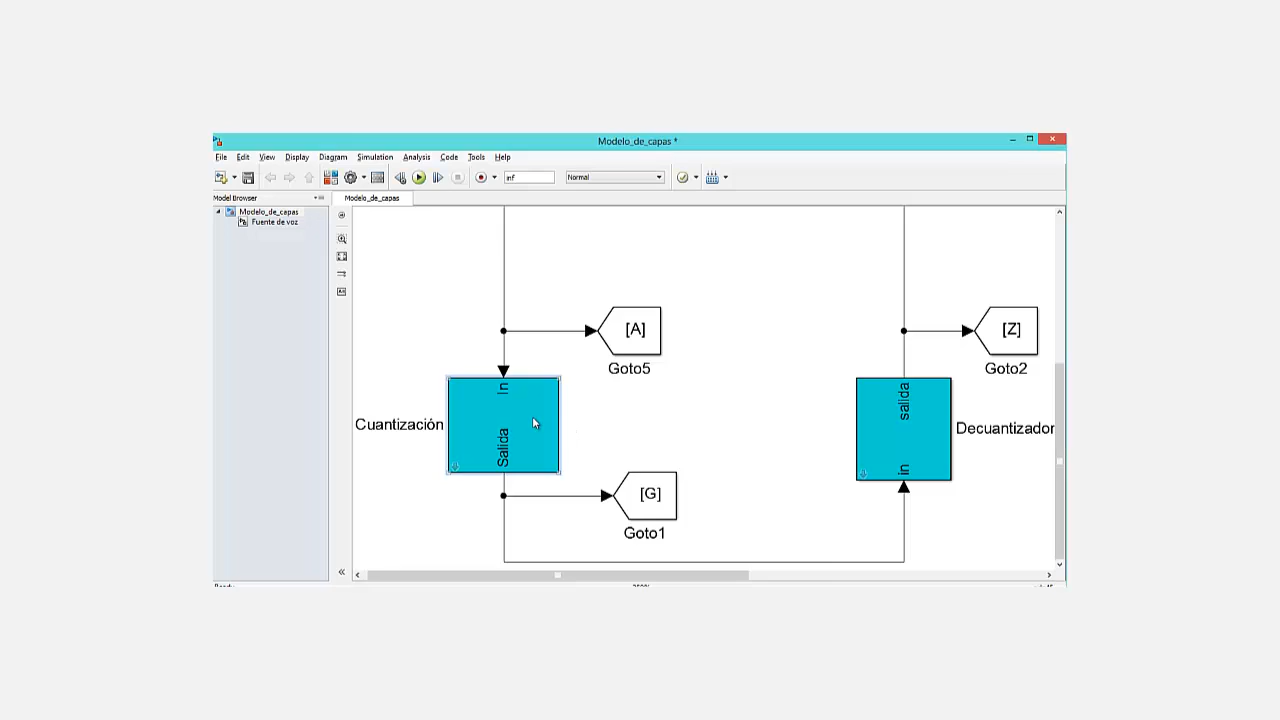 Modelo_de_capas *
File Edit View Display Diagram Simulation Analysis Code Tools Help
inf Normal
Model Browser
Modelo_de_capas
Modelo_de_capas
Fuente de voz
[A]
Goto5
[Z]
Goto2
In
Salida
Cuantización
salida
in
Decuantizador
[G]
Goto1